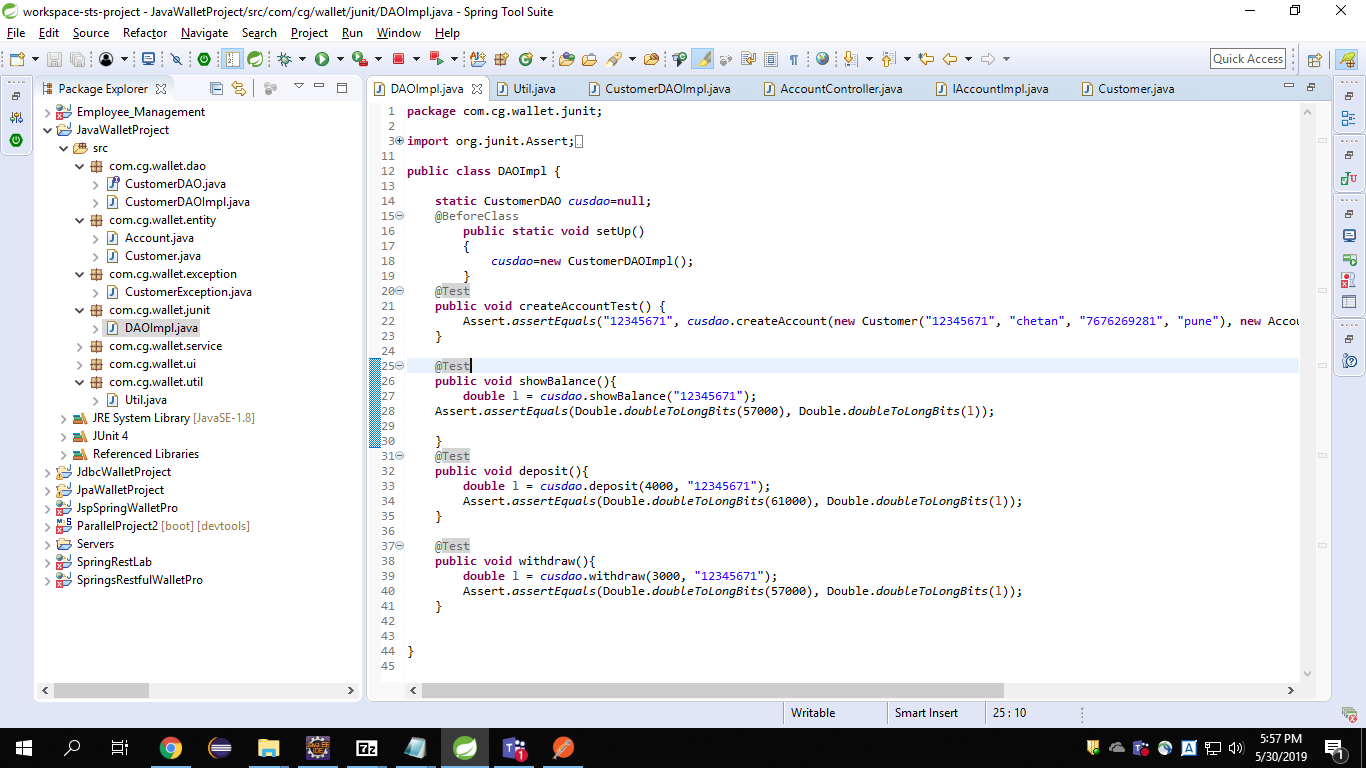 workspace-sts-project - JavaWalletProject/src/com/cg/wallet/junit/DAOImpl.java - Spring Tool Suite
File Edit Source Refactor Navigate Search Project Run Window Help
Quick Access
Package Explorer
Employee_Management
JavaWalletProject
src
com.cg.wallet.dao
CustomerDAO.java
CustomerDAOImpl.java
com.cg.wallet.entity
Account.java
Customer.java
com.cg.wallet.exception
CustomerException.java
com.cg.wallet.junit
DAOImpl.java
com.cg.wallet.service
com.cg.wallet.ui
com.cg.wallet.util
Util.java
JRE System Library [JavaSE-1.8]
JUnit 4
Referenced Libraries
JdbcWalletProject
JpaWalletProject
JspSpringWalletPro
ParallelProject2 [boot] [devtools]
Servers
SpringRestLab
SpringsRestfulWalletPro
DAOImpl.java Util.java CustomerDAOImpl.java AccountController.java IAccountImpl.java Customer.java
1 package com.cg.wallet.junit;
2
3 import org.junit.Assert;
11
12 public class DAOImpl {
13
14 static CustomerDAO cusdao=null;
15 @BeforeClass
16 public static void setUp()
17 {
18 cusdao=new CustomerDAOImpl();
19 }
20 @Test
21 public void createAccountTest() {
22 Assert.assertEquals("12345671", cusdao.createAccount(new Customer("12345671", "chetan", "7676269281", "pune"), new Accou
23 }
24
25 @Test
26 public void showBalance(){
27 double l = cusdao.showBalance("12345671");
28 Assert.assertEquals(Double.doubleToLongBits(57000), Double.doubleToLongBits(l));
29
30 }
31 @Test
32 public void deposit(){
33 double l = cusdao.deposit(4000, "12345671");
34 Assert.assertEquals(Double.doubleToLongBits(61000), Double.doubleToLongBits(l));
35 }
36
37 @Test
38 public void withdraw(){
39 double l = cusdao.withdraw(3000, "12345671");
40 Assert.assertEquals(Double.doubleToLongBits(57000), Double.doubleToLongBits(l));
41 }
42
43
44 }
45
Writable Smart Insert 25 : 10
5:57 PM
5/30/2019